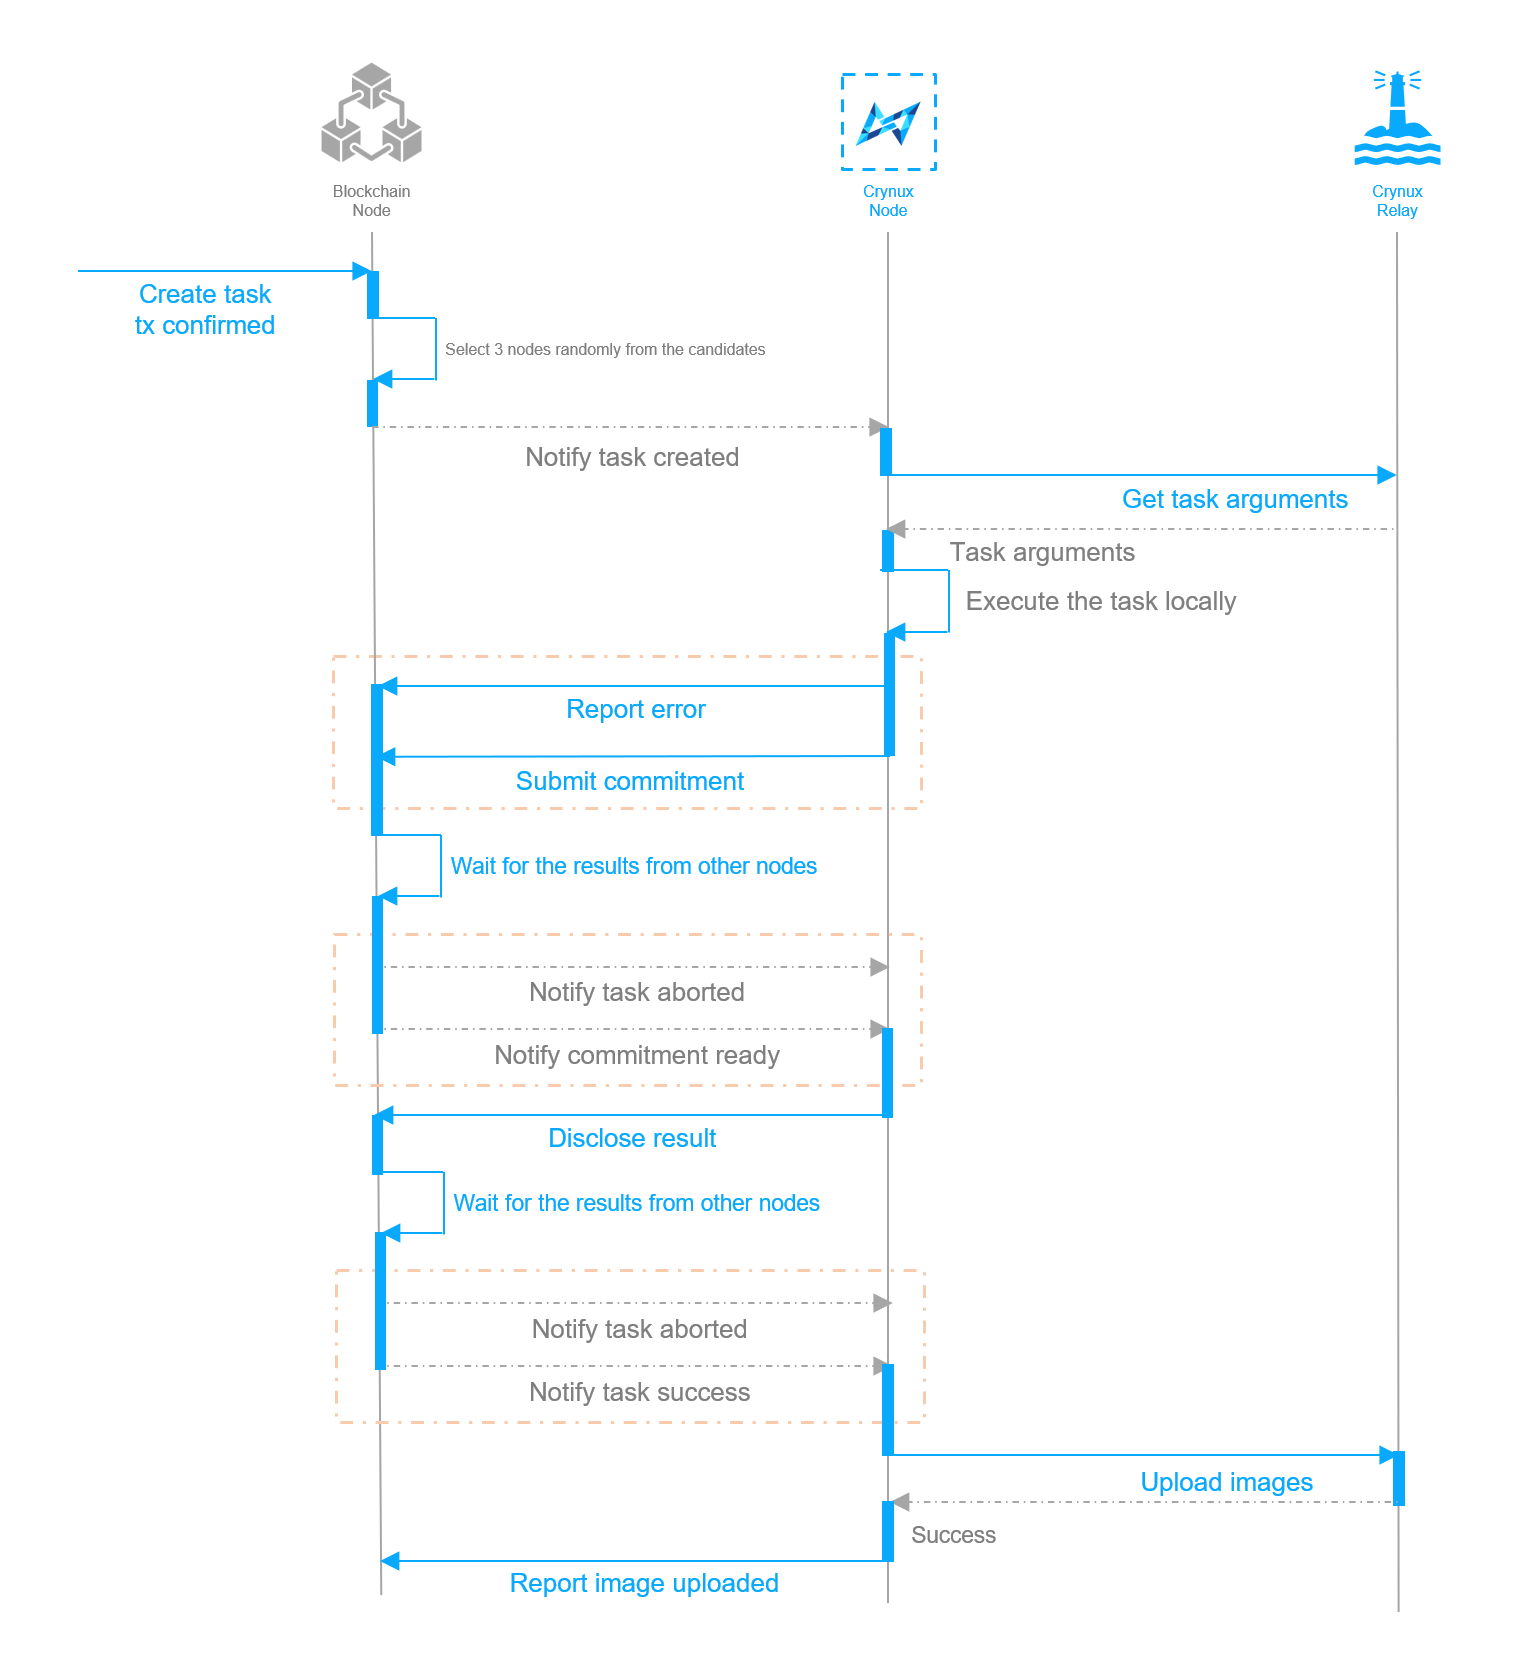 Blockchain
Node
Crynux
Node
Crynux
Relay
Create task
tx confirmed
Select 3 nodes randomly from the candidates
Notify task created
Get task arguments
Task arguments
Execute the task locally
Report error
Submit commitment
Wait for the results from other nodes
Notify task aborted
Notify commitment ready
Disclose result
Wait for the results from other nodes
Notify task aborted
Notify task success
Upload images
Success
Report image uploaded